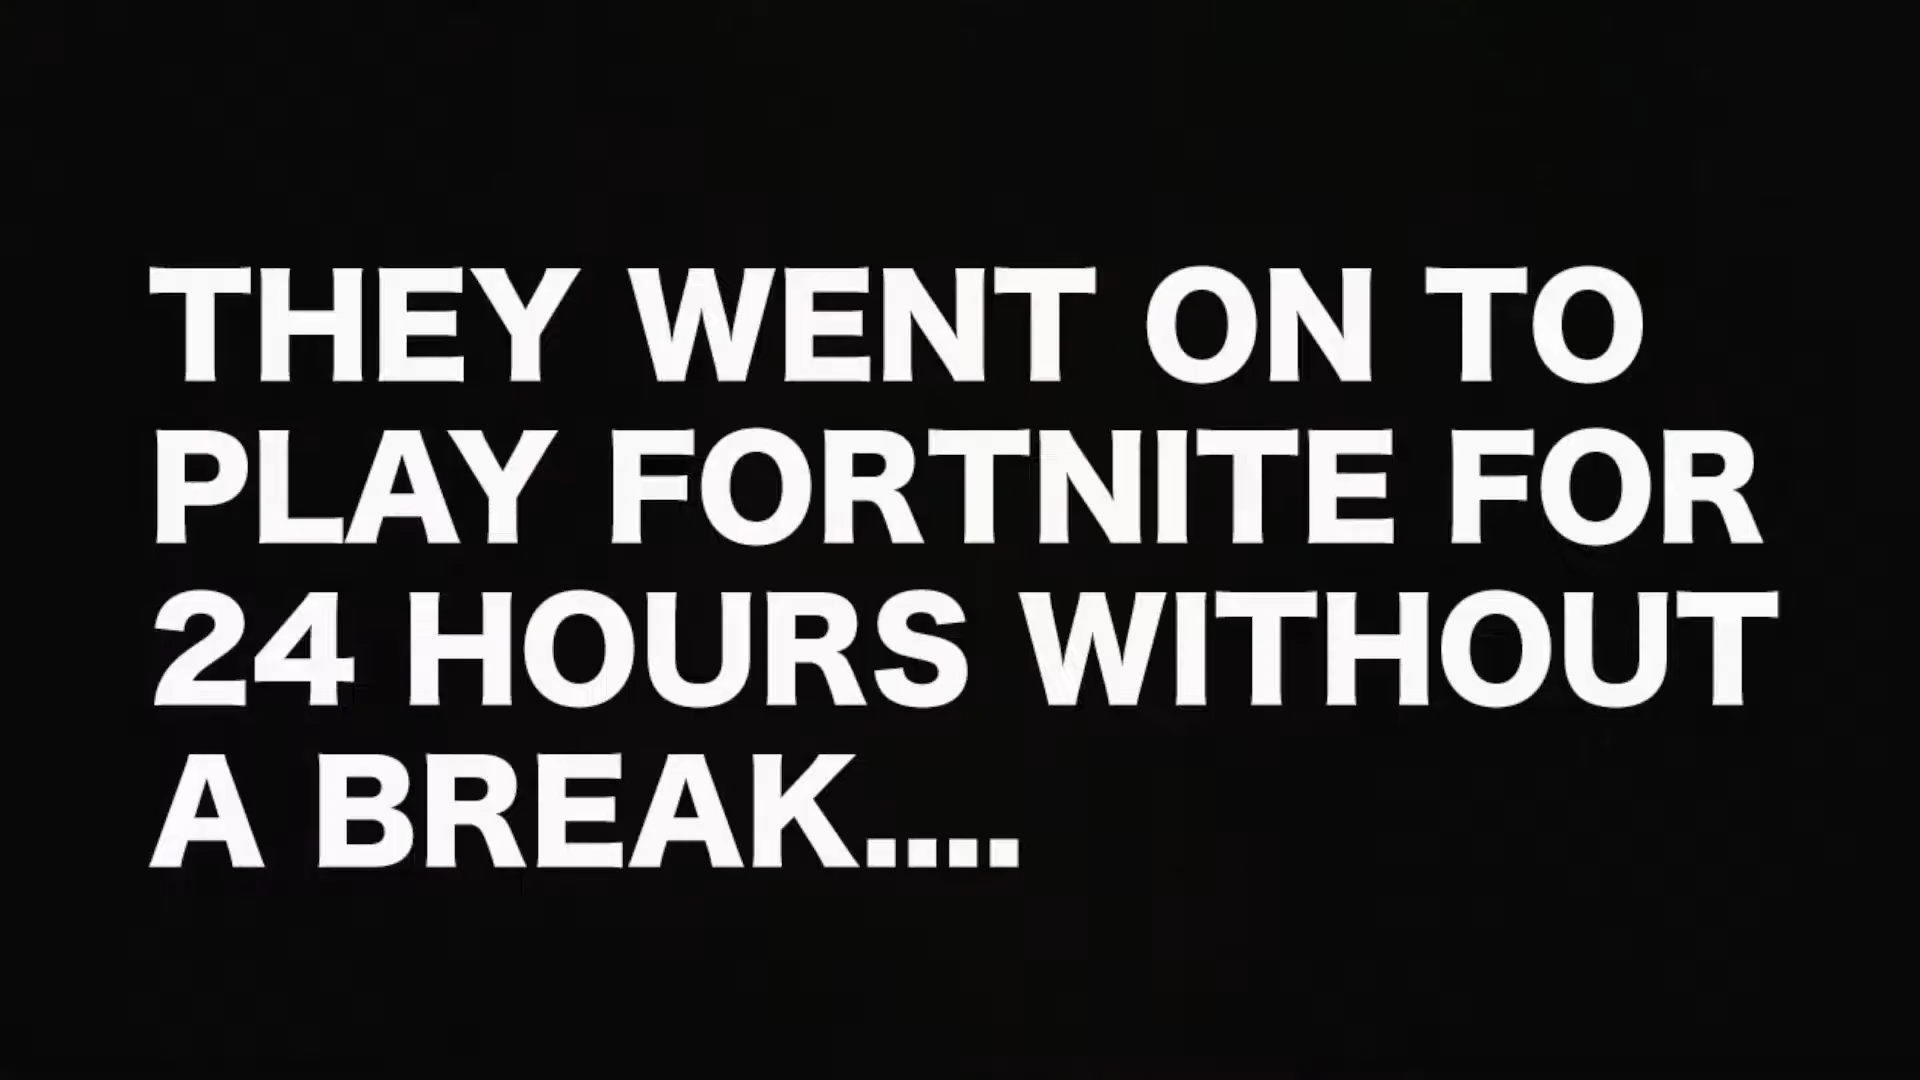 THEY WENT ON TO
PLAY FORTNITE FOR
24 HOURS WITHOUT
A BREAK....